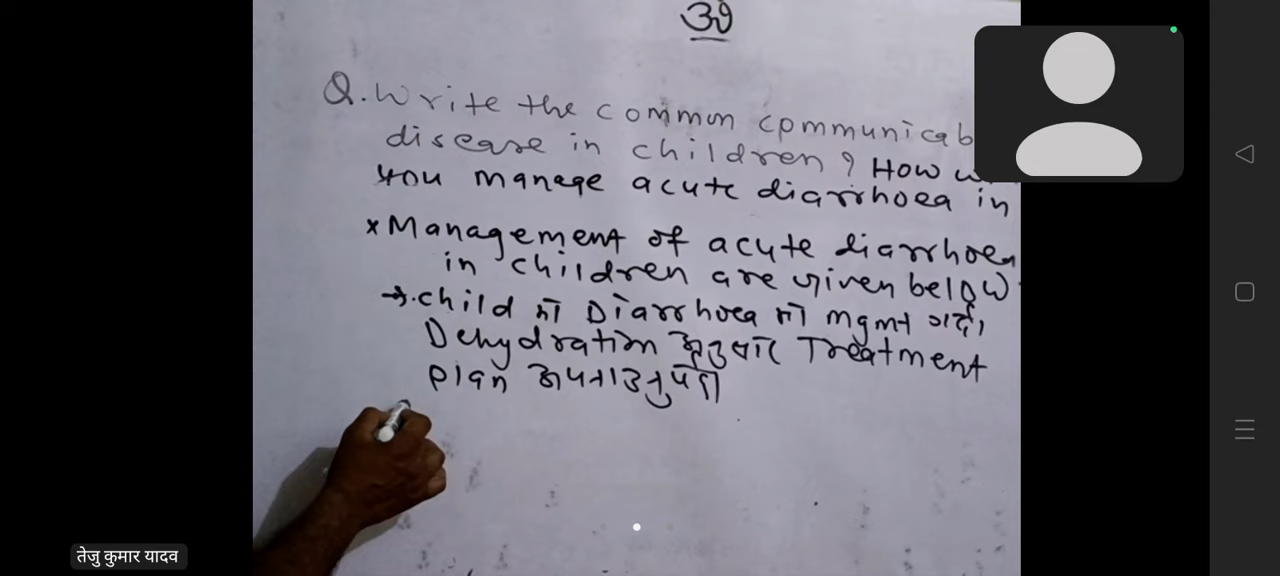 उ७
Q. Write the common communicab
disease in children? How w
you manage acute diarrhoea in
* Management of acute diarrhoea
in children are given below
→. child मा Diarrhoea को mgmt गर्दा
Dehydration अनुसार Treatment
plan अपनाउनुपर्छ
तेजु कुमार यादव